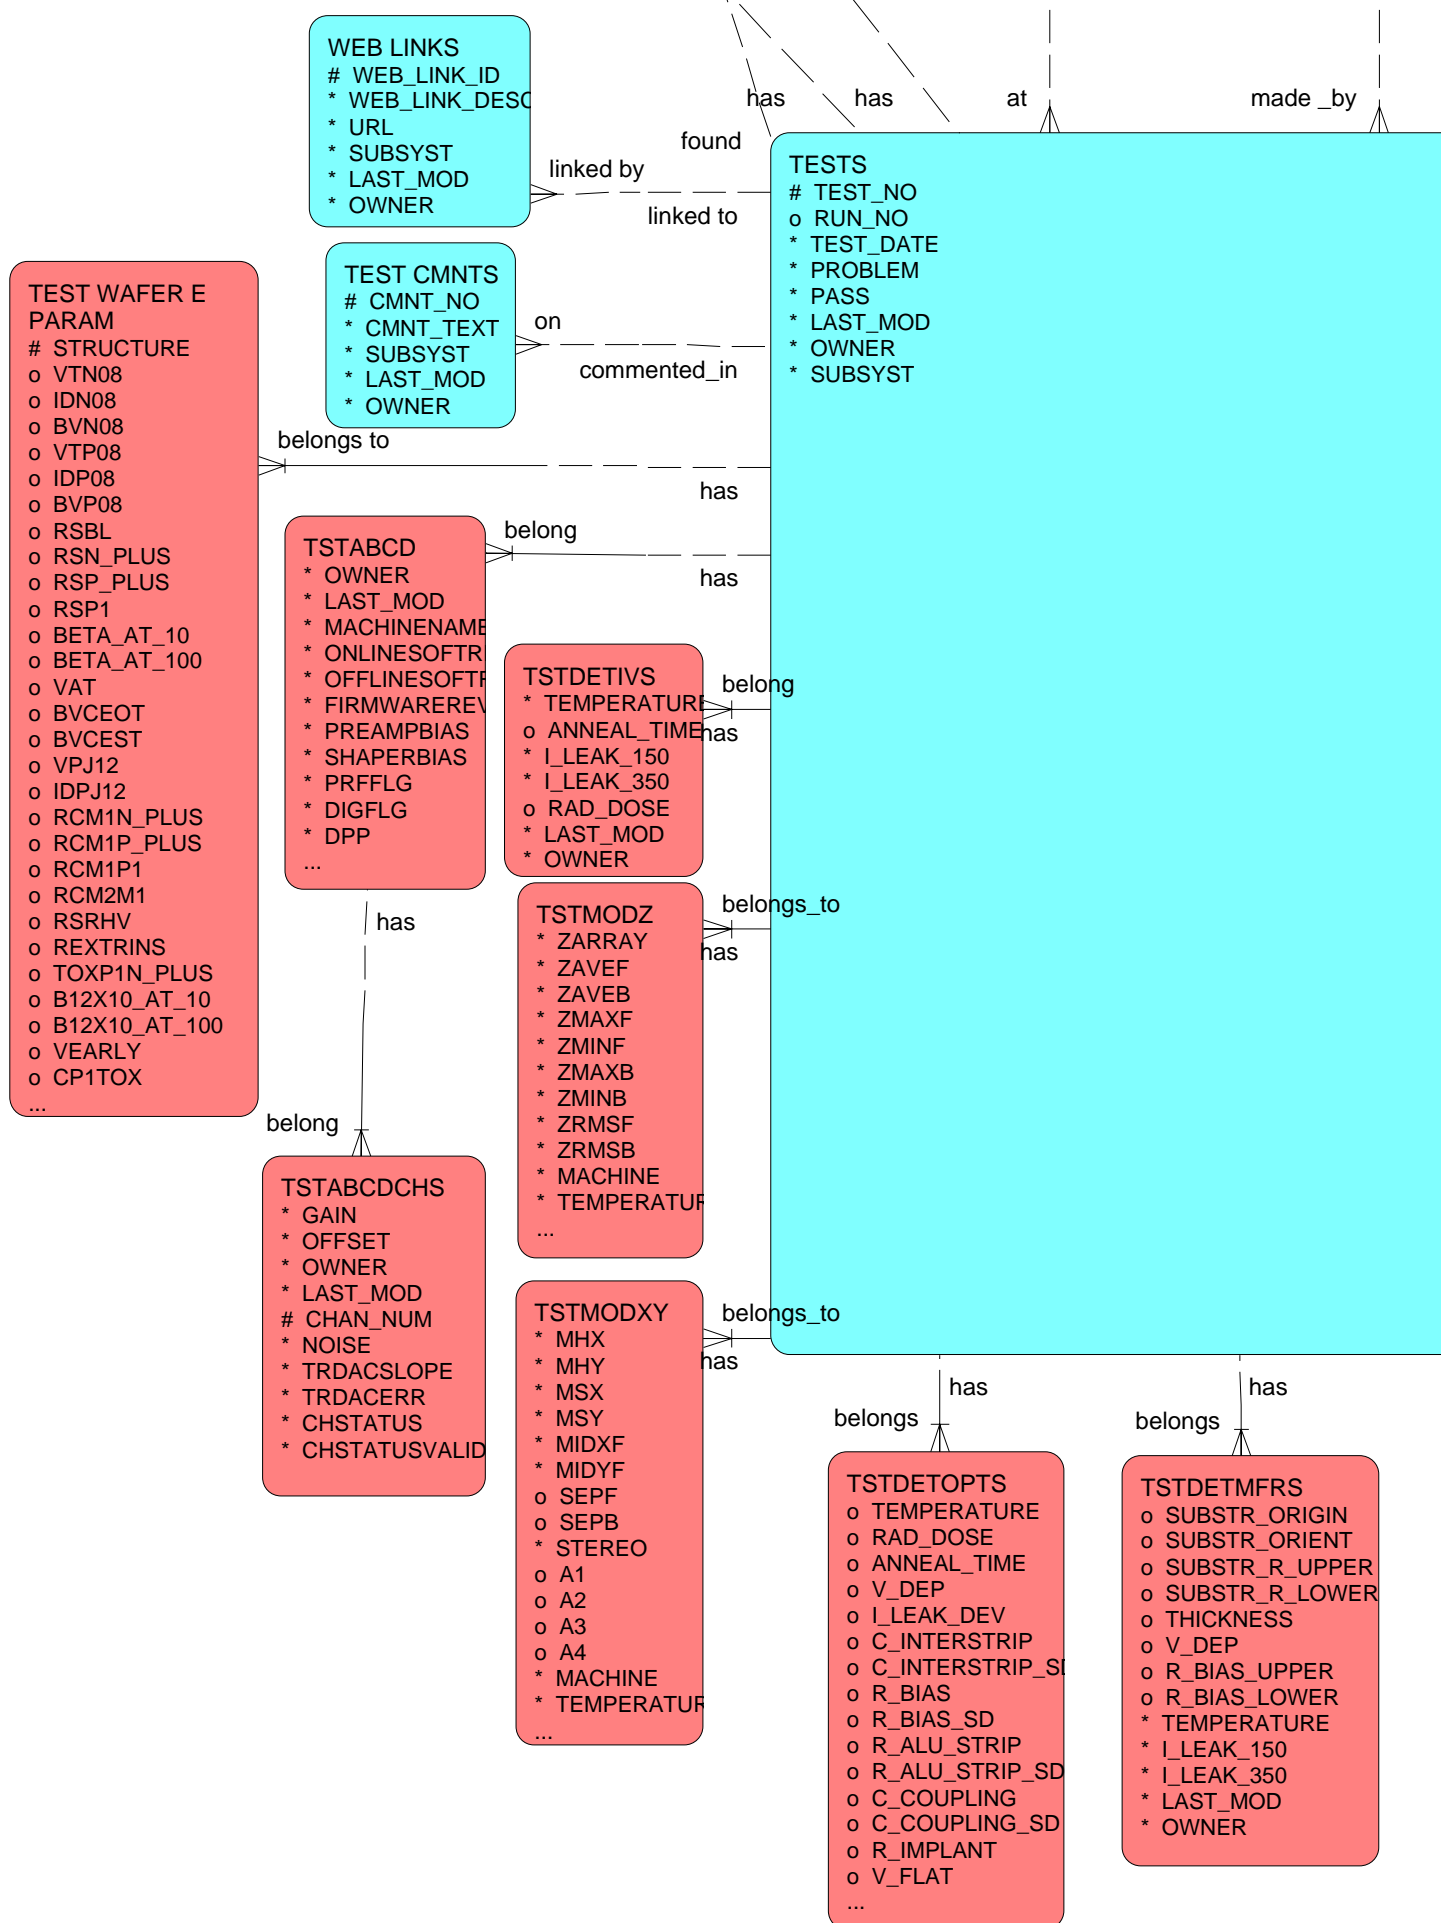 WEB LINKS
# WEB_LINK_ID
* WEB_LINK_DESC
* URL
* SUBSYST
* LAST_MOD
* OWNER
has
has
at
made _by
found
linked by
linked to
TESTS
# TEST_NO
o RUN_NO
* TEST_DATE
* PROBLEM
* PASS
* LAST_MOD
* OWNER
* SUBSYST
TEST CMNTS
# CMNT_NO
* CMNT_TEXT
* SUBSYST
* LAST_MOD
* OWNER
on
commented_in
TEST WAFER E
PARAM
# STRUCTURE
o VTN08
o IDN08
o BVN08
o VTP08
o IDP08
o BVP08
o RSBL
o RSN_PLUS
o RSP_PLUS
o RSP1
o BETA_AT_10
o BETA_AT_100
o VAT
o BVCEOT
o BVCEST
o VPJ12
o IDPJ12
o RCM1N_PLUS
o RCM1P_PLUS
o RCM1P1
o RCM2M1
o RSRHV
o REXTRINS
o TOXP1N_PLUS
o B12X10_AT_10
o B12X10_AT_100
o VEARLY
o CP1TOX
...
belongs to
has
TSTABCD
* OWNER
* LAST_MOD
* MACHINENAME
* ONLINESOFTR
* OFFLINESOFTR
* FIRMWAREREV
* PREAMPBIAS
* SHAPERBIAS
* PRFFLG
* DIGFLG
* DPP
...
belong
has
TSTDETIVS
* TEMPERATURE
o ANNEAL_TIME
* I_LEAK_150
* I_LEAK_350
o RAD_DOSE
* LAST_MOD
* OWNER
belong
has
TSTMODZ
* ZARRAY
* ZAVEF
* ZAVEB
* ZMAXF
* ZMINF
* ZMAXB
* ZMINB
* ZRMSF
* ZRMSB
* MACHINE
* TEMPERATUR
...
belongs_to
has
has
belong
TSTABCDCHS
* GAIN
* OFFSET
* OWNER
* LAST_MOD
# CHAN_NUM
* NOISE
* TRDACSLOPE
* TRDACERR
* CHSTATUS
* CHSTATUSVALID
TSTMODXY
* MHX
* MHY
* MSX
* MSY
* MIDXF
* MIDYF
o SEPF
o SEPB
* STEREO
o A1
o A2
o A3
o A4
* MACHINE
* TEMPERATUR
...
belongs_to
has
has
belongs
TSTDETOPTS
o TEMPERATURE
o RAD_DOSE
o ANNEAL_TIME
o V_DEP
o I_LEAK_DEV
o C_INTERSTRIP
o C_INTERSTRIP_SD
o R_BIAS
o R_BIAS_SD
o R_ALU_STRIP
o R_ALU_STRIP_SD
o C_COUPLING
o C_COUPLING_SD
o R_IMPLANT
o V_FLAT
...
has
belongs
TSTDETMFRS
o SUBSTR_ORIGIN
o SUBSTR_ORIENT
o SUBSTR_R_UPPER
o SUBSTR_R_LOWER
o THICKNESS
o V_DEP
o R_BIAS_UPPER
o R_BIAS_LOWER
* TEMPERATURE
* I_LEAK_150
* I_LEAK_350
* LAST_MOD
* OWNER